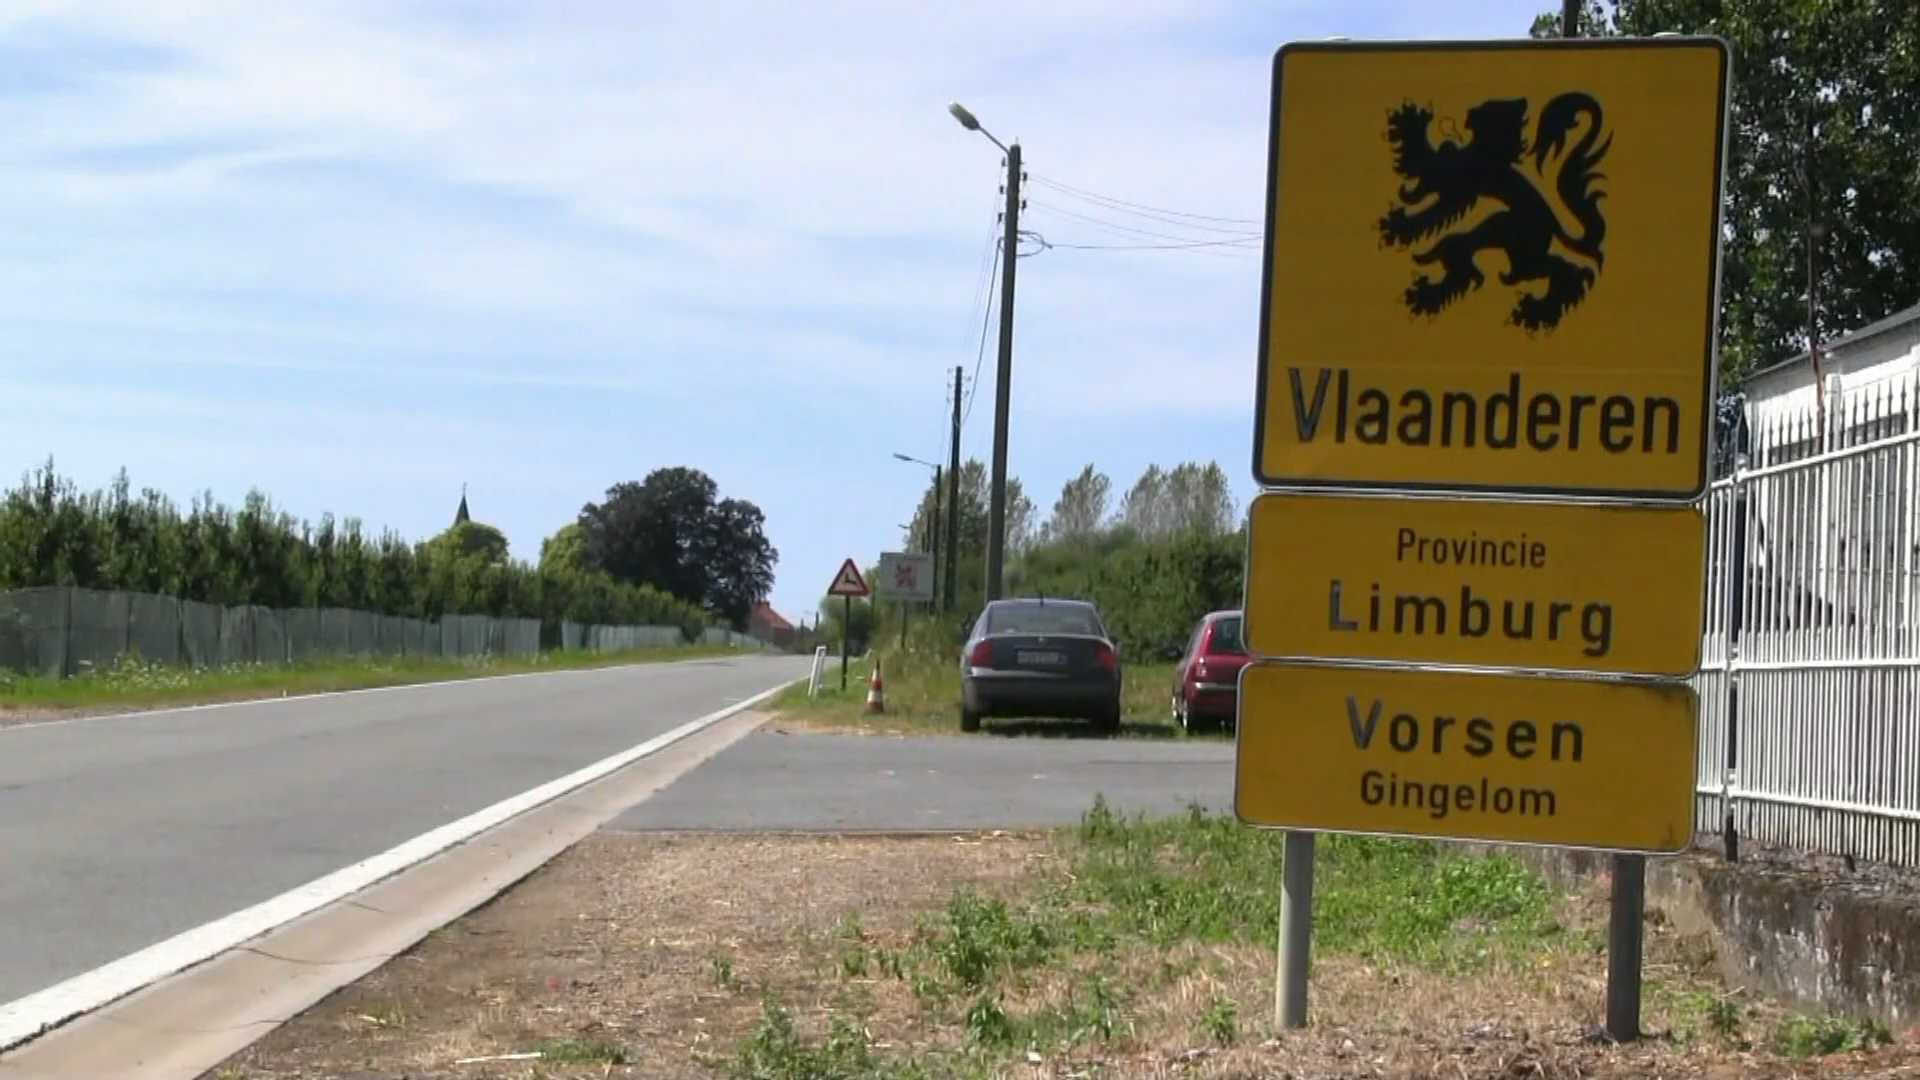 Vlaanderen
Provincie
Limburg
Vorsen
Gingelom